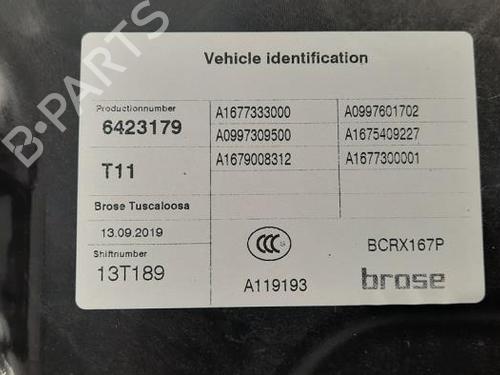 B-PARTS
Vehicle identification
Productionnumber
6423179
A1677333000 A0997601702
A0997309500 A1675409227
T11
A1679008312 A1677300001
Brose Tuscaloosa
13.09.2019
Shiftnumber
13T189
CCC
A119193
BCRX167P
brose